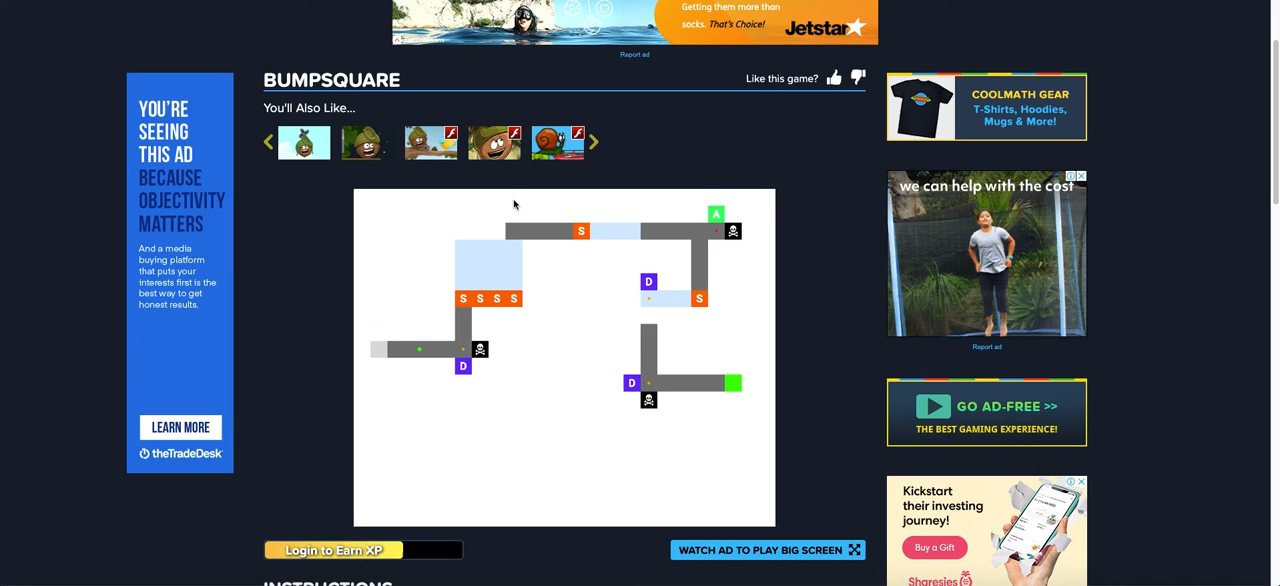 Getting them more than
socks. That's Choice!
Jetstar
Report ad
YOU'RE
SEEING
THIS AD
BECAUSE
OBJECTIVITY
MATTERS
And a media
buying platform
that puts your
interests first is the
best way to get
honest results.
LEARN MORE
theTradeDesk
BUMPSQUARE
Like this game?
You'll Also Like...
S
A
D
S
S S S S
D
D
COOLMATH GEAR
T-Shirts, Hoodies,
Mugs & More!
we can help with the cost
Report ad
GO AD-FREE >>
THE BEST GAMING EXPERIENCE!
Kickstart
their investing
journey!
Buy a Gift
Sharesies
Login to Earn XP
WATCH AD TO PLAY BIG SCREEN
INSTRUCTIONS